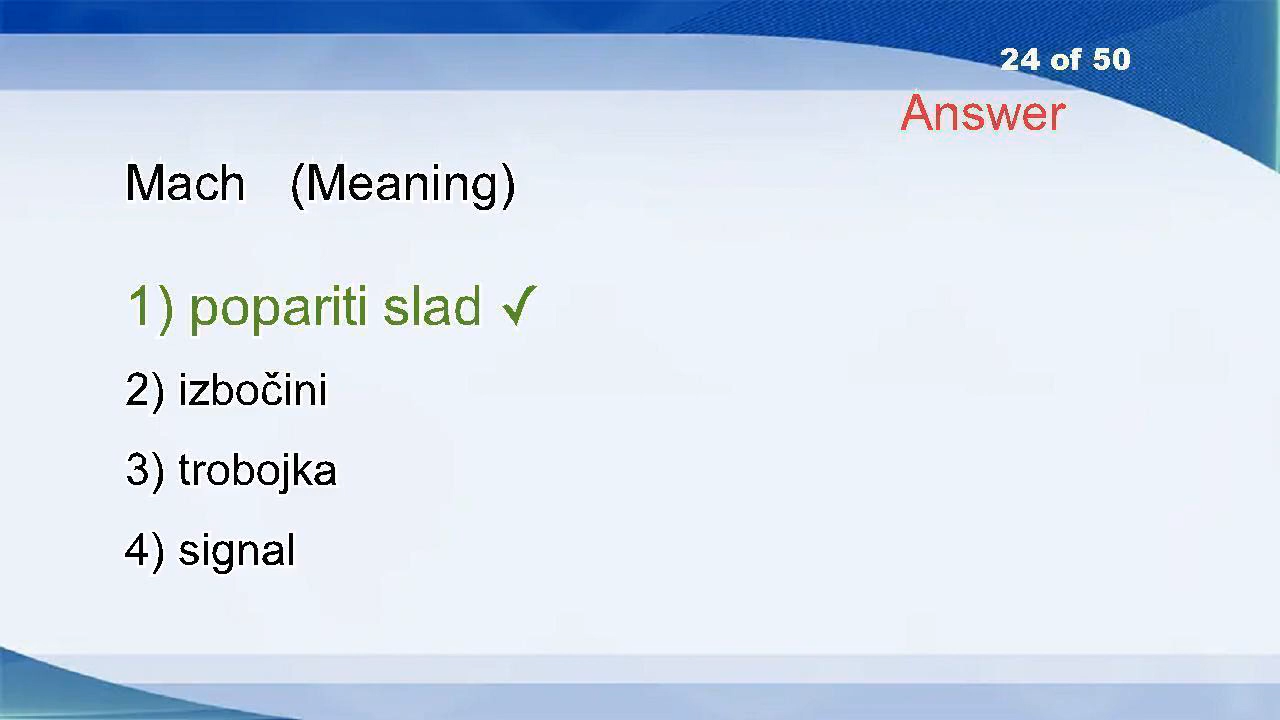 24 of 50
Answer
Mach (Meaning)
1) popariti slad ✓
2) izbočini
3) trobojka
4) signal